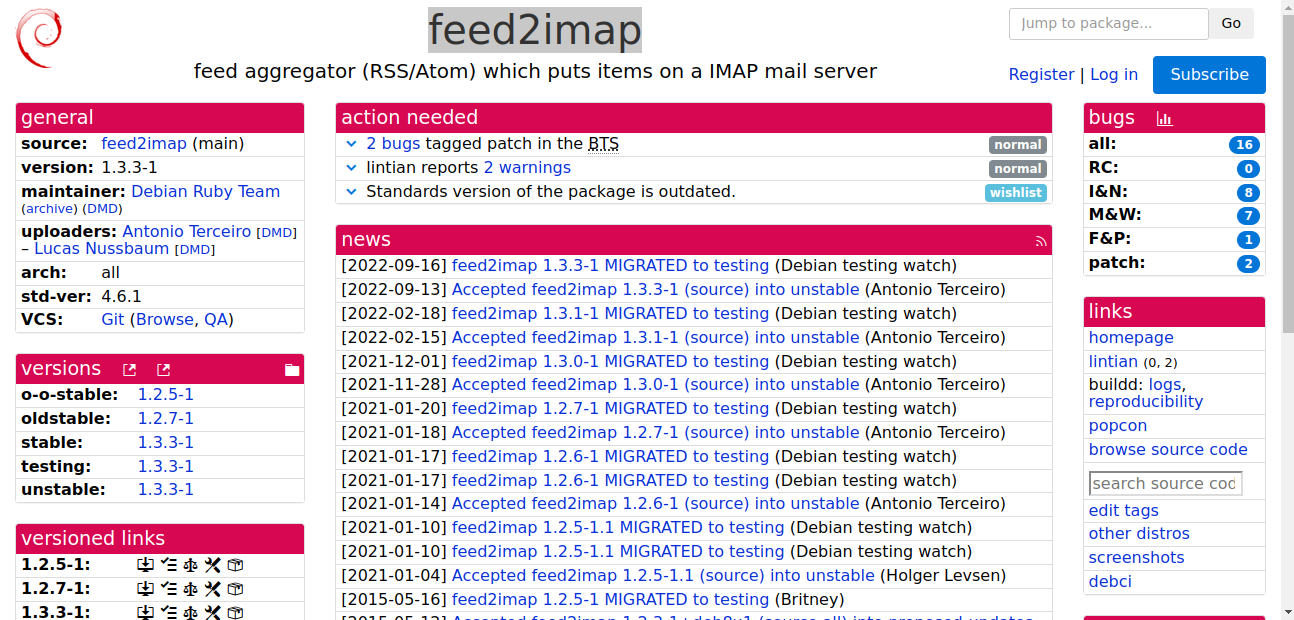 feed2imap
Jump to package...
Go
feed aggregator (RSS/Atom) which puts items on a IMAP mail server
Register | Log in
Subscribe
general
source: feed2imap (main)
version: 1.3.3-1
maintainer: Debian Ruby Team
(archive) (DMD)
uploaders: Antonio Terceiro [DMD]
– Lucas Nussbaum [DMD]
arch: all
std-ver: 4.6.1
VCS: Git (Browse, QA)
versions
o-o-stable: 1.2.5-1
oldstable: 1.2.7-1
stable: 1.3.3-1
testing: 1.3.3-1
unstable: 1.3.3-1
versioned links
1.2.5-1:
1.2.7-1:
1.3.3-1:
action needed
2 bugs tagged patch in the BTS normal
lintian reports 2 warnings normal
Standards version of the package is outdated. wishlist
news
[2022-09-16] feed2imap 1.3.3-1 MIGRATED to testing (Debian testing watch)
[2022-09-13] Accepted feed2imap 1.3.3-1 (source) into unstable (Antonio Terceiro)
[2022-02-18] feed2imap 1.3.1-1 MIGRATED to testing (Debian testing watch)
[2022-02-15] Accepted feed2imap 1.3.1-1 (source) into unstable (Antonio Terceiro)
[2021-12-01] feed2imap 1.3.0-1 MIGRATED to testing (Debian testing watch)
[2021-11-28] Accepted feed2imap 1.3.0-1 (source) into unstable (Antonio Terceiro)
[2021-01-20] feed2imap 1.2.7-1 MIGRATED to testing (Debian testing watch)
[2021-01-18] Accepted feed2imap 1.2.7-1 (source) into unstable (Antonio Terceiro)
[2021-01-17] feed2imap 1.2.6-1 MIGRATED to testing (Debian testing watch)
[2021-01-17] feed2imap 1.2.6-1 MIGRATED to testing (Debian testing watch)
[2021-01-14] Accepted feed2imap 1.2.6-1 (source) into unstable (Antonio Terceiro)
[2021-01-10] feed2imap 1.2.5-1.1 MIGRATED to testing (Debian testing watch)
[2021-01-10] feed2imap 1.2.5-1.1 MIGRATED to testing (Debian testing watch)
[2021-01-04] Accepted feed2imap 1.2.5-1.1 (source) into unstable (Holger Levsen)
[2015-05-16] feed2imap 1.2.5-1 MIGRATED to testing (Britney)
bugs
all: 16
RC: 0
I&N: 8
M&W: 7
F&P: 1
patch: 2
links
homepage
lintian (0, 2)
buildd: logs,
reproducibility
popcon
browse source code
search source cod
edit tags
other distros
screenshots
debci